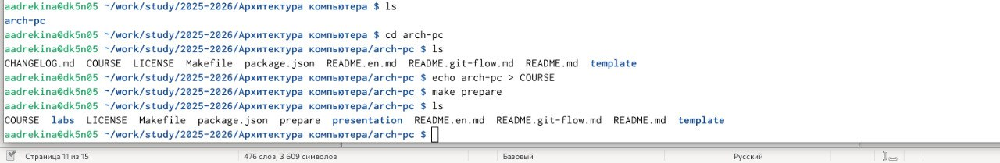 aadrekina@dk5n05 ~/work/study/2025-2026/Архитектура компьютера $ ls
arch-pc
aadrekina@dk5n05 ~/work/study/2025-2026/Архитектура компьютера $ cd arch-pc
aadrekina@dk5n05 ~/work/study/2025-2026/Архитектура компьютера/arch-pc $ ls
CHANGELOG.md COURSE LICENSE Makefile package.json README.en.md README.git-flow.md README.md template
aadrekina@dk5n05 ~/work/study/2025-2026/Архитектура компьютера/arch-pc $ echo arch-pc > COURSE
aadrekina@dk5n05 ~/work/study/2025-2026/Архитектура компьютера/arch-pc $ make prepare
aadrekina@dk5n05 ~/work/study/2025-2026/Архитектура компьютера/arch-pc $ ls
COURSE labs LICENSE Makefile package.json prepare presentation README.en.md README.git-flow.md README.md template
aadrekina@dk5n05 ~/work/study/2025-2026/Архитектура компьютера/arch-pc $
Страница 11 из 15 476 слов, 3 609 символов Базовый Русский